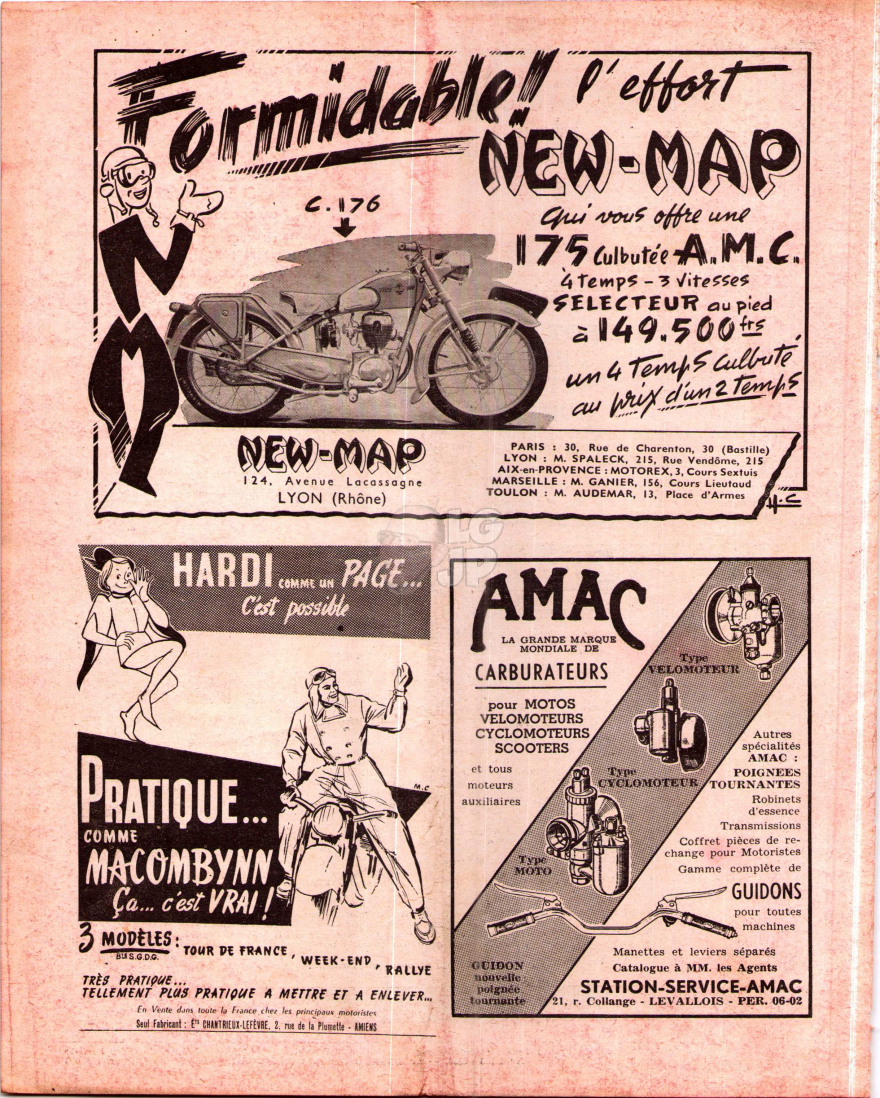 Formidable! l'effort
NEW-MAP
qui vous offre une
C.176
175 Culbutée A.M.C.
4 Temps - 3 Vitesses
SELECTEUR au pied
à 149.500 frs
un 4 Temps Culbuté
au prix d'un 2 Temps
NEW-MAP
124, Avenue Lacassagne
LYON (Rhône)
PARIS : 30, Rue de Charenton, 30 (Bastille)
LYON : M. SPALECK, 215, Rue Vendôme, 215
AIX-en-PROVENCE : MOTOREX, 3, Cours Sextuis
MARSEILLE : M. GANIER, 156, Cours Lieutaud
TOULON : M. AUDEMAR, 13, Place d'Armes
H.C
LGJP
HARDI COMME UN PAGE...
C'est possible
M.C
PRATIQUE...
COMME
MACOMBYNN
Ça... c'est VRAI !
3 MODÈLES : TOUR DE FRANCE, WEEK-END, RALLYE
Bté S.G.D.G.
TRÈS PRATIQUE...
TELLEMENT PLUS PRATIQUE A METTRE ET A ENLEVER...
En Vente dans toute la France chez les principaux motoristes
Seul Fabricant : Ets CHANTRIEUX-LEFÈVRE, 2, rue de la Plumette - AMIENS
AMAC
LA GRANDE MARQUE
MONDIALE DE
CARBURATEURS
pour MOTOS
VELOMOTEURS
CYCLOMOTEURS
SCOOTERS
et tous
moteurs
auxiliaires
Type
VELOMOTEUR
Type
CYCLOMOTEUR
Type
MOTO
Autres
spécialités
AMAC :
POIGNEES
TOURNANTES
Robinets
d'essence
Transmissions
Coffret pièces de re-
change pour Motoristes
Gamme complète de
GUIDONS
pour toutes
machines
Manettes et leviers séparés
Catalogue à MM. les Agents
GUIDON
nouvelle
poignée
tournante
STATION-SERVICE-AMAC
21, r. Collange - LEVALLOIS - PER. 06-02